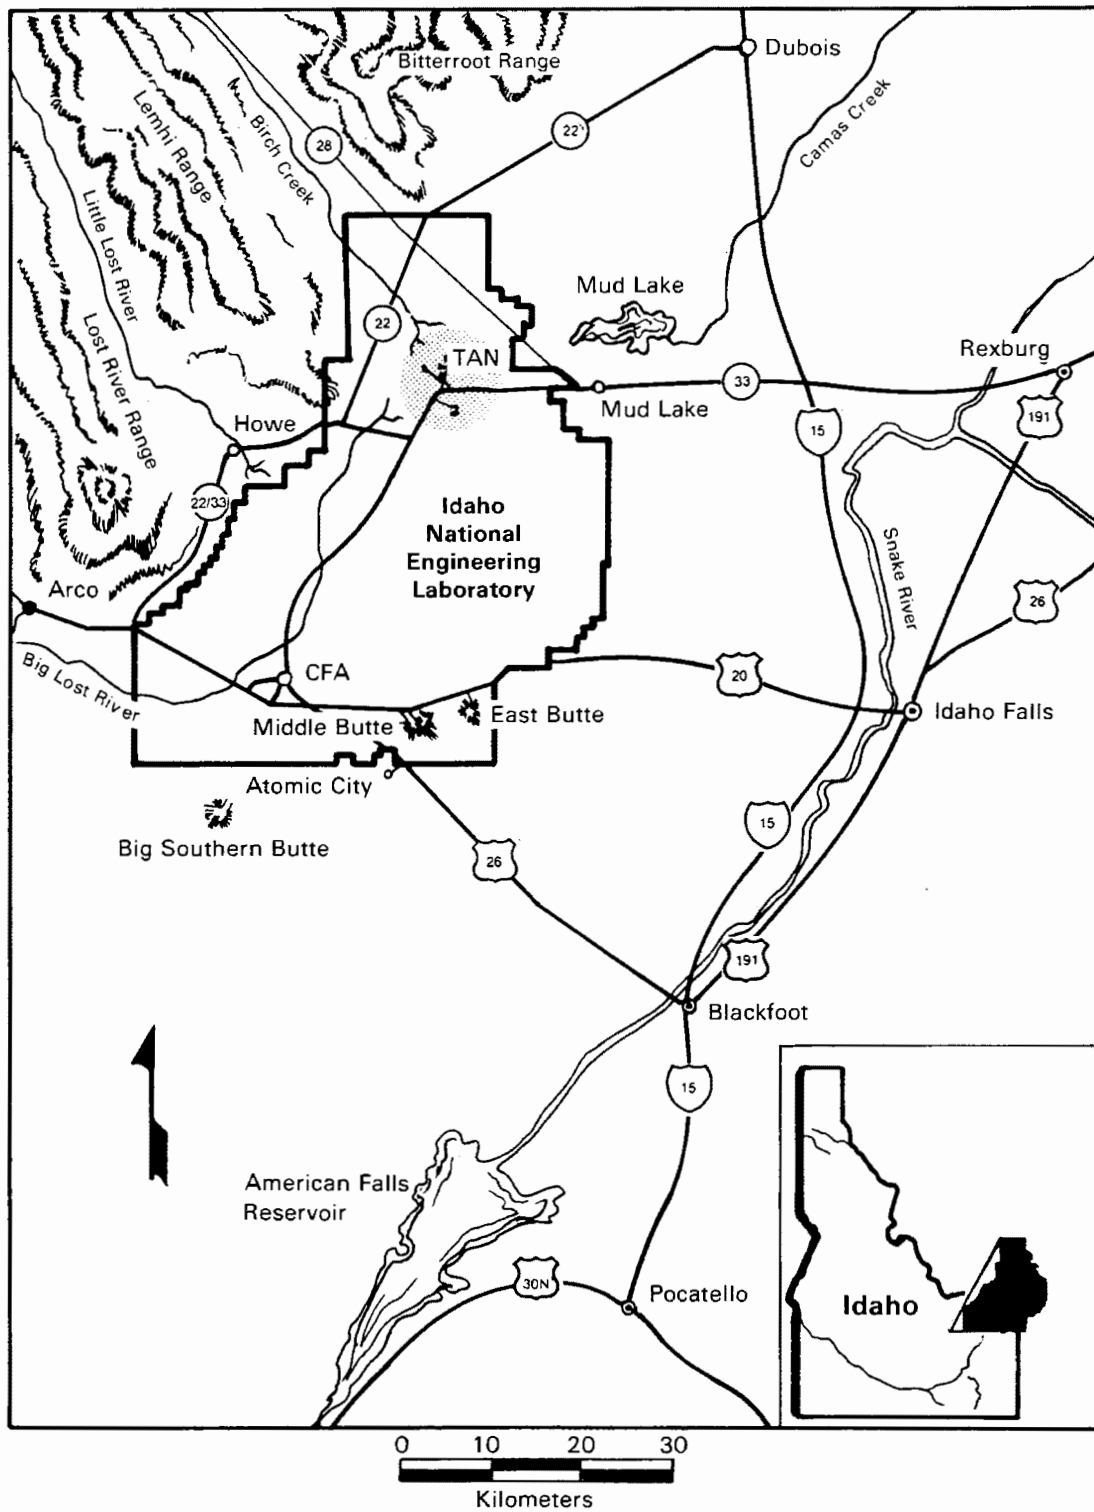 Dubois
Bitterroot Range
22
Camas Creek
28
Lemhi Range
Birch Creek
Little Lost River
Lost River Range
Mud Lake
22
TAN
Rexburg
33
Mud Lake
191
15
Howe
22/33
Idaho
National
Engineering
Laboratory
Snake River
Arco
26
Big Lost River
CFA
20
Middle Butte
East Butte
Idaho Falls
Atomic City
15
Big Southern Butte
26
191
Blackfoot
15
American Falls
Reservoir
30N
Pocatello
Idaho
0 10 20 30
Kilometers